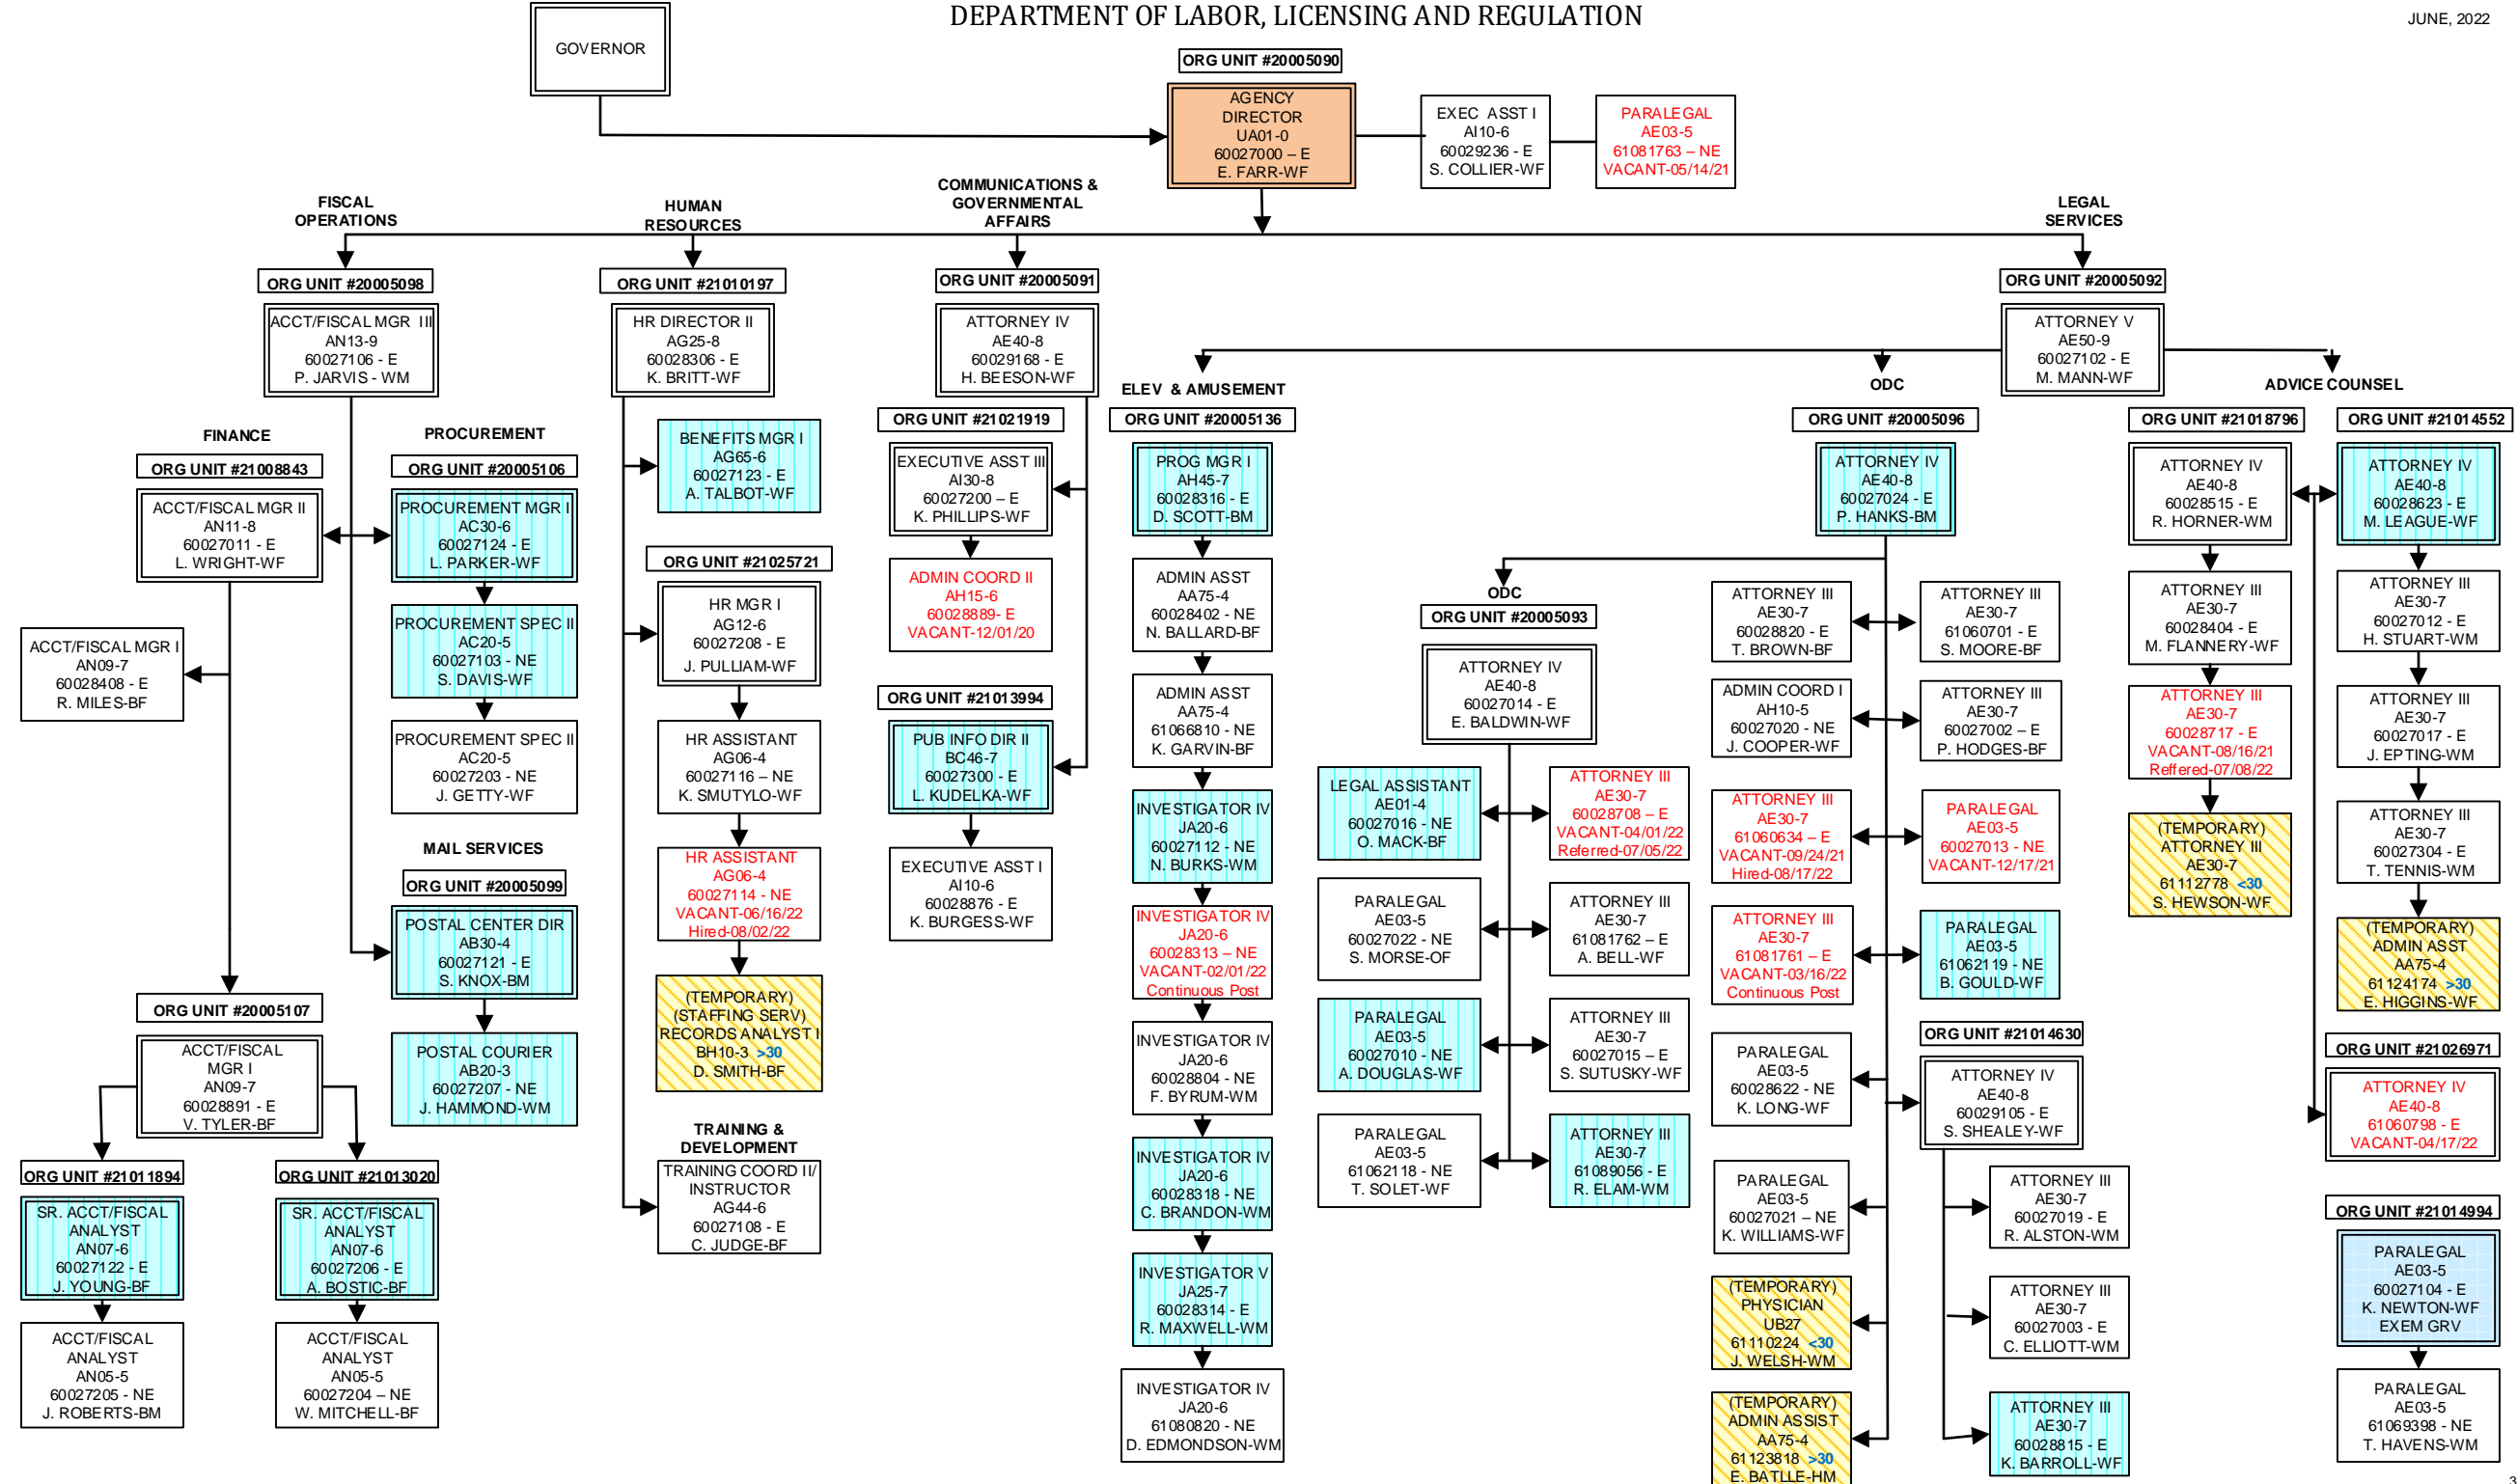 DEPARTMENT OF LABOR, LICENSING AND REGULATION
JUNE, 2022
GOVERNOR
ORG UNIT #20005090
AGENCY
DIRECTOR
UA01-0
60027000 – E
E. FARR-WF
EXEC ASST I
AI10-6
60029236 - E
S. COLLIER-WF
PARALEGAL
AE03-5
61081763 – NE
VACANT-05/14/21
FISCAL
OPERATIONS
HUMAN
RESOURCES
COMMUNICATIONS &
GOVERNMENTAL
AFFAIRS
LEGAL
SERVICES
ORG UNIT #20005098
ACCT/FISCAL MGR III
AN13-9
60027106 - E
P. JARVIS - WM
FINANCE
ORG UNIT #21008843
ACCT/FISCAL MGR II
AN11-8
60027011 - E
L. WRIGHT-WF
ACCT/FISCAL MGR I
AN09-7
60028408 - E
R. MILES-BF
ORG UNIT #20005107
ACCT/FISCAL
MGR I
AN09-7
60028891 - E
V. TYLER-BF
ORG UNIT #21011894
SR. ACCT/FISCAL
ANALYST
AN07-6
60027122 - E
J. YOUNG-BF
ACCT/FISCAL
ANALYST
AN05-5
60027205 - NE
J. ROBERTS-BM
ORG UNIT #21013020
SR. ACCT/FISCAL
ANALYST
AN07-6
60027206 - E
A. BOSTIC-BF
ACCT/FISCAL
ANALYST
AN05-5
60027204 – NE
W. MITCHELL-BF
PROCUREMENT
ORG UNIT #20005106
PROCUREMENT MGR I
AC30-6
60027124 - E
L. PARKER-WF
PROCUREMENT SPEC II
AC20-5
60027103 - NE
S. DAVIS-WF
PROCUREMENT SPEC II
AC20-5
60027203 - NE
J. GETTY-WF
MAIL SERVICES
ORG UNIT #20005099
POSTAL CENTER DIR
AB30-4
60027121 - E
S. KNOX-BM
POSTAL COURIER
AB20-3
60027207 - NE
J. HAMMOND-WM
ORG UNIT #21010197
HR DIRECTOR II
AG25-8
60028306 - E
K. BRITT-WF
BENEFITS MGR I
AG65-6
60027123 - E
A. TALBOT-WF
ORG UNIT #21025721
HR MGR I
AG12-6
60027208 - E
J. PULLIAM-WF
HR ASSISTANT
AG06-4
60027116 – NE
K. SMUTYLO-WF
HR ASSISTANT
AG06-4
60027114 - NE
VACANT-06/16/22
Hired-08/02/22
(TEMPORARY)
(STAFFING SERV)
RECORDS ANALYST I
BH10-3 >30
D. SMITH-BF
TRAINING &
DEVELOPMENT
TRAINING COORD II/
INSTRUCTOR
AG44-6
60027108 - E
C. JUDGE-BF
ORG UNIT #20005091
ATTORNEY IV
AE40-8
60029168 - E
H. BEESON-WF
ORG UNIT #21021919
EXECUTIVE ASST III
AI30-8
60027200 – E
K. PHILLIPS-WF
ADMIN COORD II
AH15-6
60028889- E
VACANT-12/01/20
ORG UNIT #21013994
PUB INFO DIR II
BC46-7
60027300 - E
L. KUDELKA-WF
EXECUTIVE ASST I
AI10-6
60028876 - E
K. BURGESS-WF
ORG UNIT #20005092
ATTORNEY V
AE50-9
60027102 - E
M. MANN-WF
ELEV & AMUSEMENT
ORG UNIT #20005136
PROG MGR I
AH45-7
60028316 - E
D. SCOTT-BM
ADMIN ASST
AA75-4
60028402 - NE
N. BALLARD-BF
ADMIN ASST
AA75-4
61066810 - NE
K. GARVIN-BF
INVESTIGATOR IV
JA20-6
60027112 - NE
N. BURKS-WM
INVESTIGATOR IV
JA20-6
60028313 – NE
VACANT-02/01/22
Continuous Post
INVESTIGATOR IV
JA20-6
60028804 - NE
F. BYRUM-WM
INVESTIGATOR IV
JA20-6
60028318 - NE
C. BRANDON-WM
INVESTIGATOR V
JA25-7
60028314 - E
R. MAXWELL-WM
INVESTIGATOR IV
JA20-6
61080820 - NE
D. EDMONDSON-WM
ODC
ORG UNIT #20005096
ATTORNEY IV
AE40-8
60027024 - E
P. HANKS-BM
ODC
ORG UNIT #20005093
ATTORNEY IV
AE40-8
60027014 - E
E. BALDWIN-WF
LEGAL ASSISTANT
AE01-4
60027016 - NE
O. MACK-BF
ATTORNEY III
AE30-7
60028708 – E
VACANT-04/01/22
Referred-07/05/22
PARALEGAL
AE03-5
60027022 - NE
S. MORSE-OF
ATTORNEY III
AE30-7
61081762 – E
A. BELL-WF
PARALEGAL
AE03-5
60027010 - NE
A. DOUGLAS-WF
ATTORNEY III
AE30-7
60027015 – E
S. SUTUSKY-WF
PARALEGAL
AE03-5
61062118 - NE
T. SOLET-WF
ATTORNEY III
AE30-7
61089056 - E
R. ELAM-WM
ATTORNEY III
AE30-7
60028820 - E
T. BROWN-BF
ATTORNEY III
AE30-7
61060701 - E
S. MOORE-BF
ADMIN COORD I
AH10-5
60027020 - NE
J. COOPER-WF
ATTORNEY III
AE30-7
60027002 – E
P. HODGES-BF
ATTORNEY III
AE30-7
61060634 – E
VACANT-09/24/21
Hired-08/17/22
PARALEGAL
AE03-5
60027013 - NE
VACANT-12/17/21
ATTORNEY III
AE30-7
61081761 – E
VACANT-03/16/22
Continuous Post
PARALEGAL
AE03-5
61062119 - NE
B. GOULD-WF
PARALEGAL
AE03-5
60028622 - NE
K. LONG-WF
PARALEGAL
AE03-5
60027021 – NE
K. WILLIAMS-WF
(TEMPORARY)
PHYSICIAN
UB27
61110224 <30
J. WELSH-WM
(TEMPORARY)
ADMIN ASSIST
AA75-4
61123818 >30
E. BATLLE-HM
ORG UNIT #21014630
ATTORNEY IV
AE40-8
60029105 - E
S. SHEALEY-WF
ATTORNEY III
AE30-7
60027019 - E
R. ALSTON-WM
ATTORNEY III
AE30-7
60027003 - E
C. ELLIOTT-WM
ATTORNEY III
AE30-7
60028815 - E
K. BARROLL-WF
ADVICE COUNSEL
ORG UNIT #21018796
ATTORNEY IV
AE40-8
60028515 - E
R. HORNER-WM
ATTORNEY III
AE30-7
60028404 - E
M. FLANNERY-WF
ATTORNEY III
AE30-7
60028717 - E
VACANT-08/16/21
Reffered-07/08/22
(TEMPORARY)
ATTORNEY III
AE30-7
61112778 <30
S. HEWSON-WF
ORG UNIT #21014552
ATTORNEY IV
AE40-8
60028623 - E
M. LEAGUE-WF
ATTORNEY III
AE30-7
60027012 - E
H. STUART-WM
ATTORNEY III
AE30-7
60027017 - E
J. EPTING-WM
ATTORNEY III
AE30-7
60027304 - E
T. TENNIS-WM
(TEMPORARY)
ADMIN ASST
AA75-4
61124174 >30
E. HIGGINS-WF
ORG UNIT #21026971
ATTORNEY IV
AE40-8
61060798 - E
VACANT-04/17/22
ORG UNIT #21014994
PARALEGAL
AE03-5
60027104 - E
K. NEWTON-WF
EXEM GRV
PARALEGAL
AE03-5
61069398 - NE
T. HAVENS-WM
3